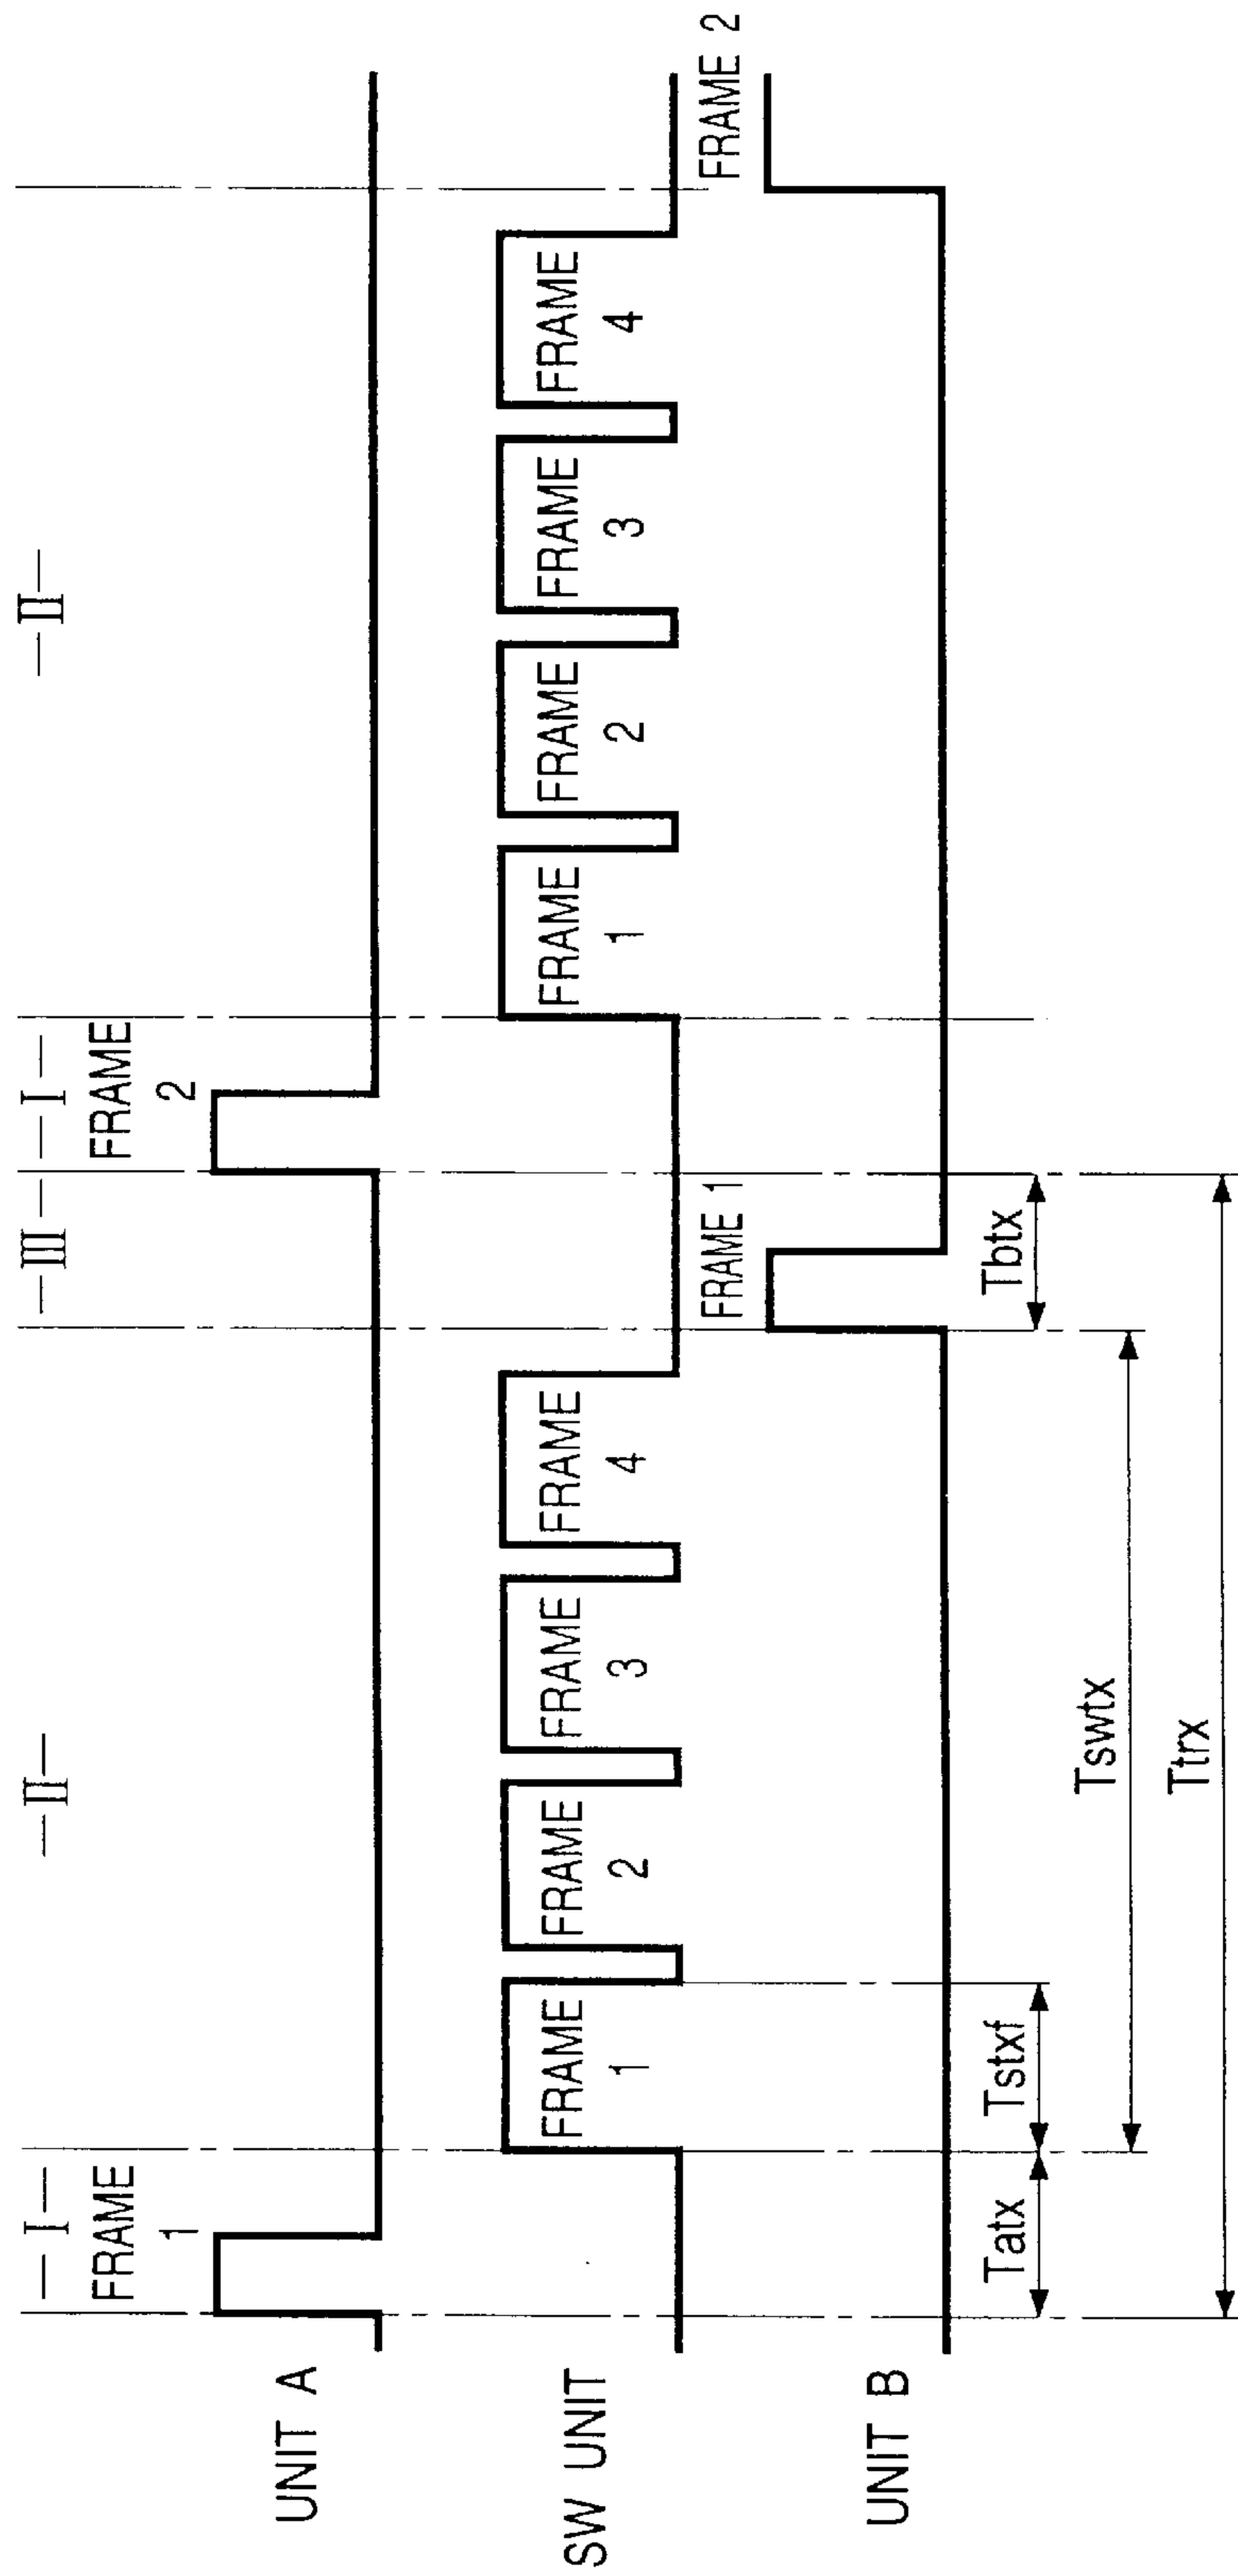 — I —
— II —
— III —
— I —
— II —
UNIT A
FRAME
1
FRAME
2
SW UNIT
FRAME
1
FRAME
2
FRAME
3
FRAME
4
FRAME
1
FRAME
2
FRAME
3
FRAME
4
UNIT B
FRAME 1
FRAME 2
Tatx
Tstxf
Tbtx
Tswtx
Ttrx